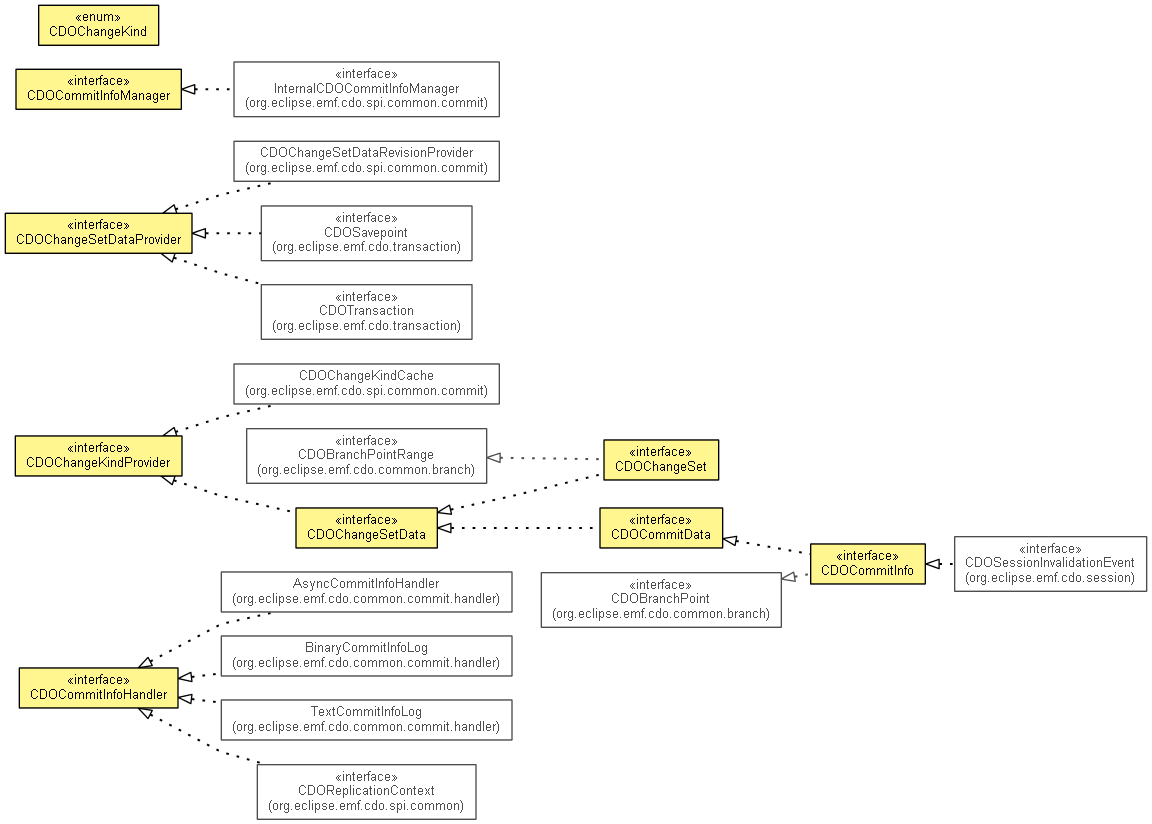 «enum»
CDOChangeKind
«interface»
CDOCommitInfoManager
«interface»
InternalCDOCommitInfoManager
(org.eclipse.emf.cdo.spi.common.commit)
CDOChangeSetDataRevisionProvider
(org.eclipse.emf.cdo.spi.common.commit)
«interface»
CDOChangeSetDataProvider
«interface»
CDOSavepoint
(org.eclipse.emf.cdo.transaction)
«interface»
CDOTransaction
(org.eclipse.emf.cdo.transaction)
CDOChangeKindCache
(org.eclipse.emf.cdo.spi.common.commit)
«interface»
CDOChangeKindProvider
«interface»
CDOBranchPointRange
(org.eclipse.emf.cdo.common.branch)
«interface»
CDOChangeSet
«interface»
CDOChangeSetData
«interface»
CDOCommitData
«interface»
CDOCommitInfo
«interface»
CDOSessionInvalidationEvent
(org.eclipse.emf.cdo.session)
«interface»
CDOBranchPoint
(org.eclipse.emf.cdo.common.branch)
AsyncCommitInfoHandler
(org.eclipse.emf.cdo.common.commit.handler)
BinaryCommitInfoLog
(org.eclipse.emf.cdo.common.commit.handler)
«interface»
CDOCommitInfoHandler
TextCommitInfoLog
(org.eclipse.emf.cdo.common.commit.handler)
«interface»
CDOReplicationContext
(org.eclipse.emf.cdo.spi.common)